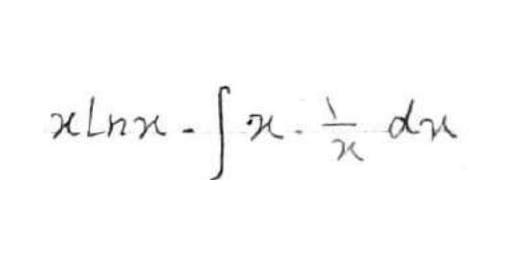 xLnx - ∫ x · 1/x dx